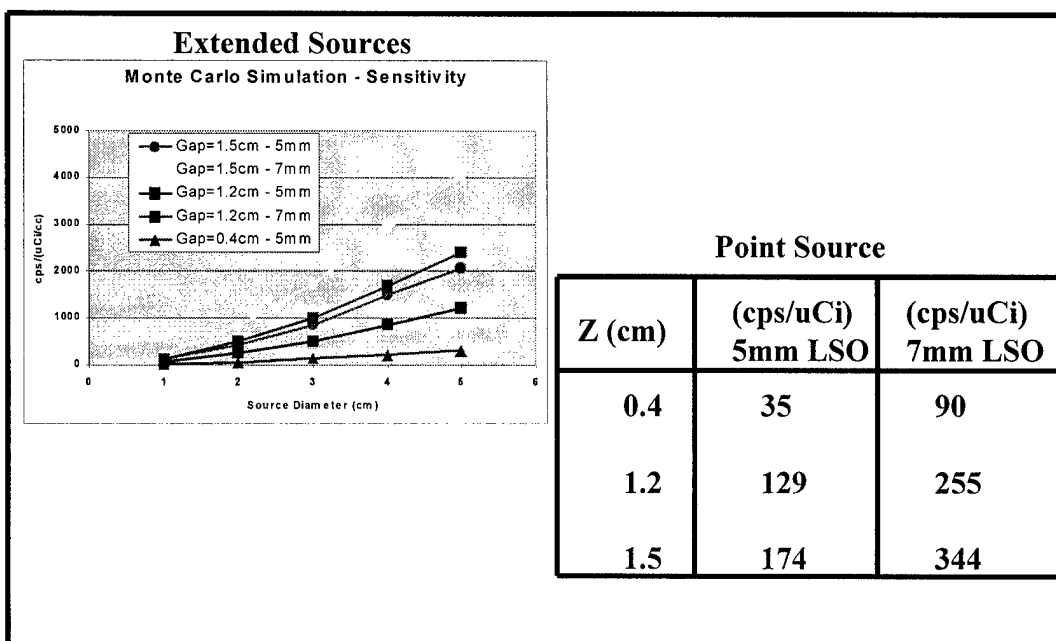 Extended Sources
Monte Carlo Simulation - Sensitivity
5000
4000
3000
2000
1000
0
cps/(uCi/cc)
Gap=1.5cm - 5mm
Gap=1.5cm - 7mm
Gap=1.2cm - 5mm
Gap=1.2cm - 7mm
Gap=0.4cm - 5mm
0 1 2 3 4 5 6
Source Diameter (cm)
Point Source
Z (cm) (cps/uCi) 5mm LSO (cps/uCi) 7mm LSO
0.4 35 90
1.2 129 255
1.5 174 344